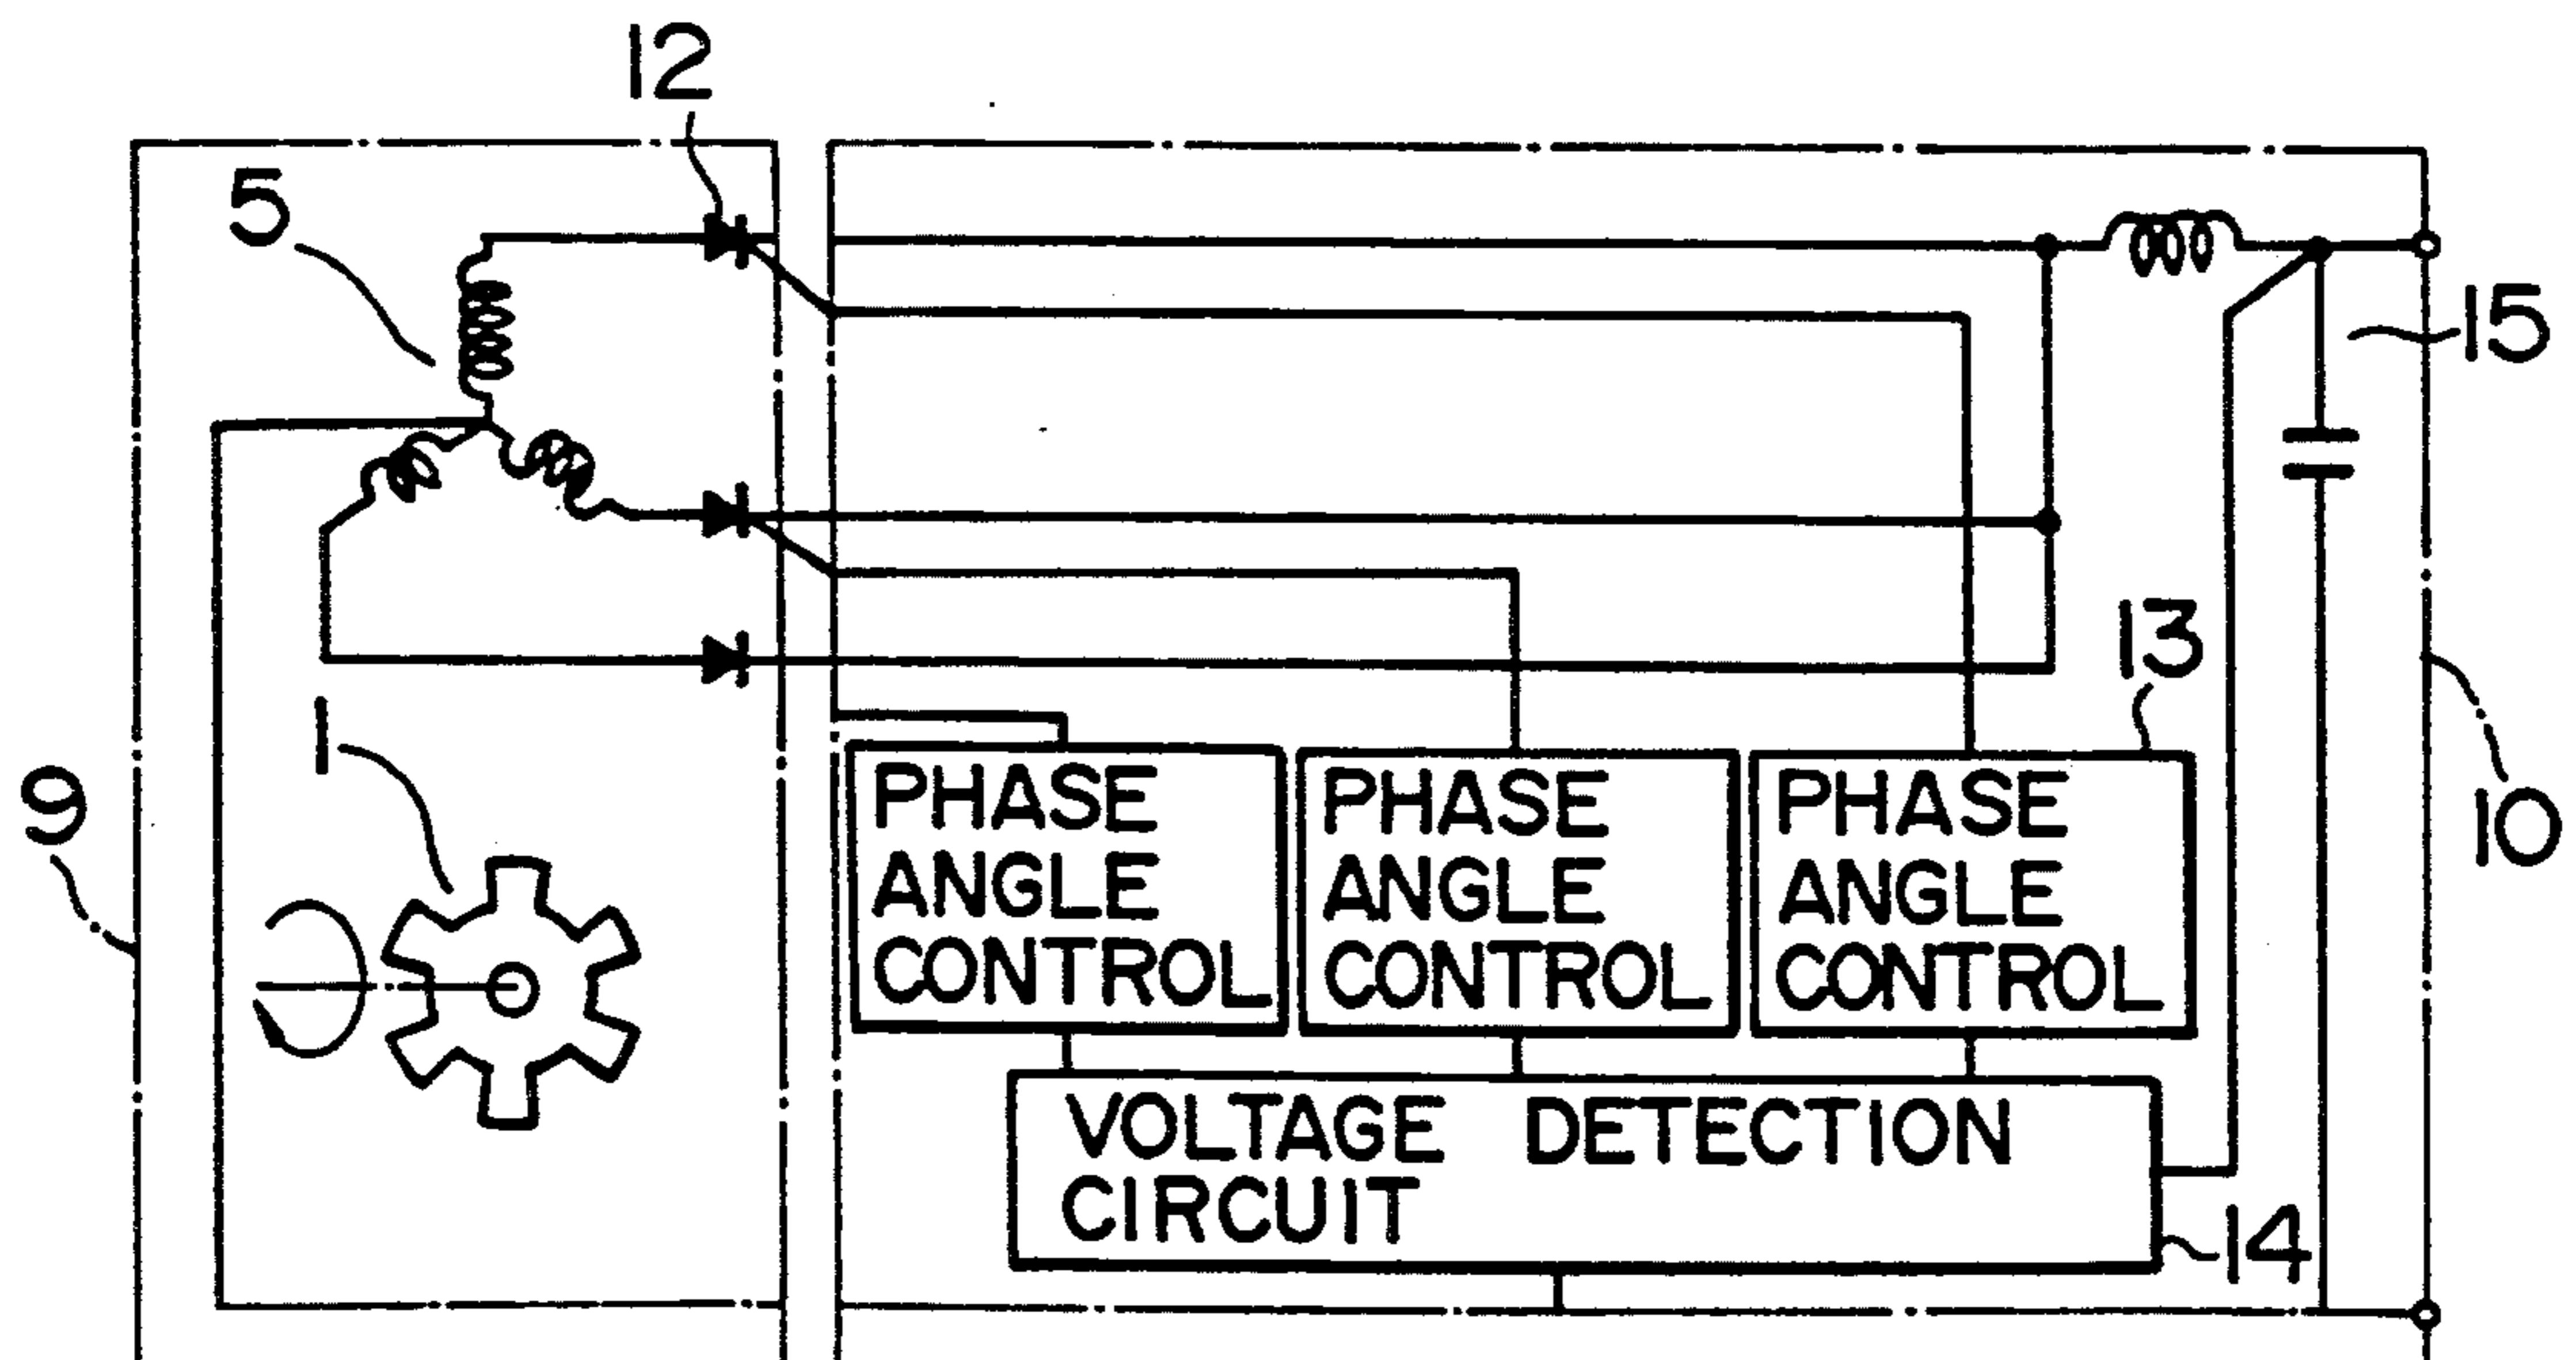 12
5
15
13
1
9
10
PHASE ANGLE CONTROL
PHASE ANGLE CONTROL
PHASE ANGLE CONTROL
VOLTAGE DETECTION
CIRCUIT
14